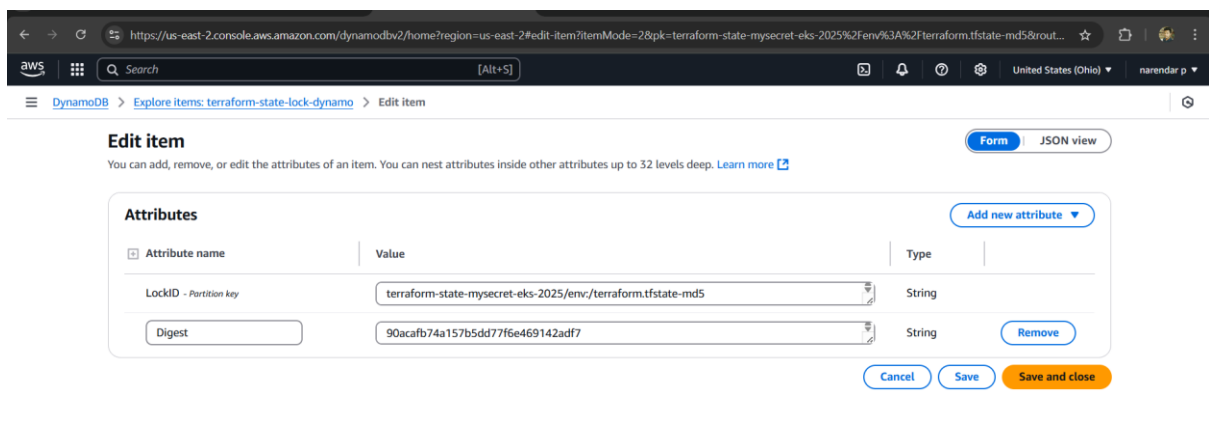 https://us-east-2.console.aws.amazon.com/dynamodbv2/home?region=us-east-2#edit-item?itemMode=2&pk=terraform-state-mysecret-eks-2025%2Fenv%3A%2Fterraform.tfstate-md5&rout...
aws Search [Alt+S] United States (Ohio) ▼ narendar p ▼
DynamoDB > Explore items: terraform-state-lock-dynamo > Edit item
Edit item Form JSON view
You can add, remove, or edit the attributes of an item. You can nest attributes inside other attributes up to 32 levels deep. Learn more
Attributes Add new attribute ▼
Attribute name Value Type
LockID - Partition key terraform-state-mysecret-eks-2025/env:/terraform.tfstate-md5 String
Digest 90acafb74a157b5dd77f6e469142adf7 String Remove
Cancel Save Save and close